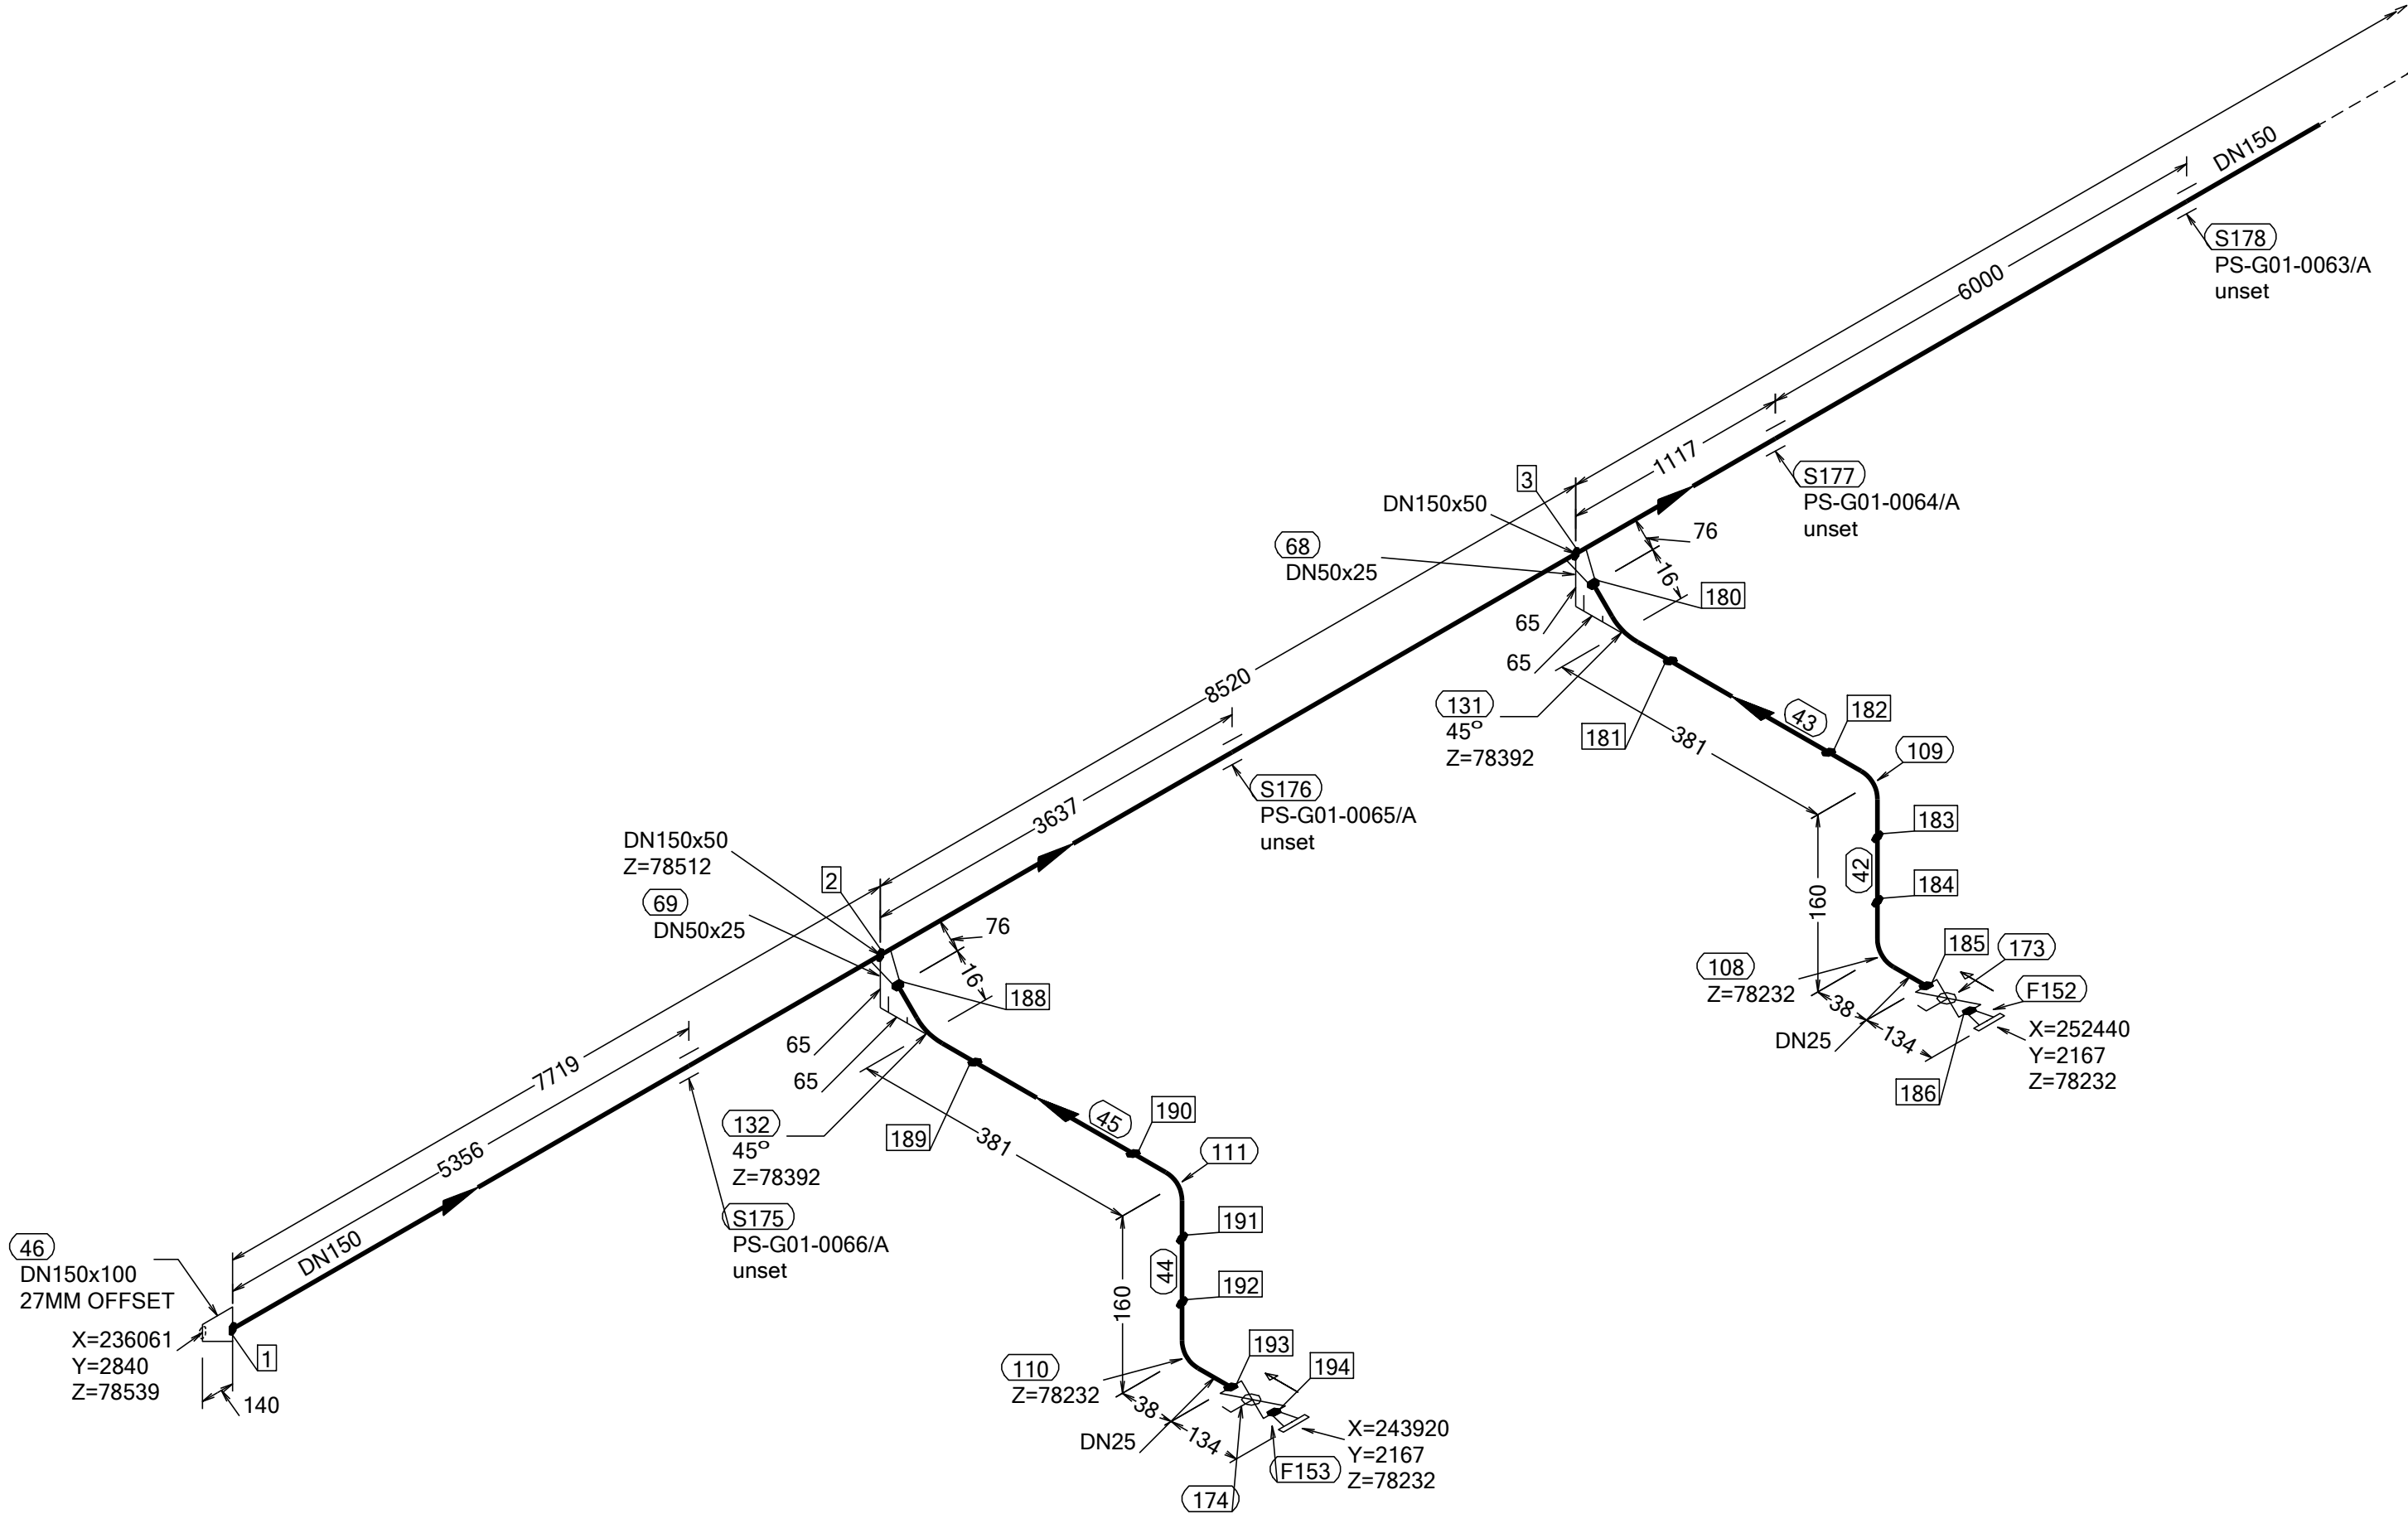 DN150
6000
S178
PS-G01-0063/A
unset
1117
3
DN150x50
S177
PS-G01-0064/A
unset
76
68
DN50x25
16
180
65
65
8520
131
45º
Z=78392
181
381
43
182
109
S176
PS-G01-0065/A
unset
3637
183
42
184
160
DN150x50
Z=78512
2
69
DN50x25
76
16
188
185
173
108
Z=78232
F152
38
134
DN25
X=252440
Y=2167
Z=78232
186
65
65
7719
132
45º
Z=78392
189
381
45
190
111
5356
S175
PS-G01-0066/A
unset
191
44
192
160
DN150
46
DN150x100
27MM OFFSET
X=236061
Y=2840
Z=78539
1
140
193
194
110
Z=78232
38
134
DN25
X=243920
Y=2167
Z=78232
F153
174